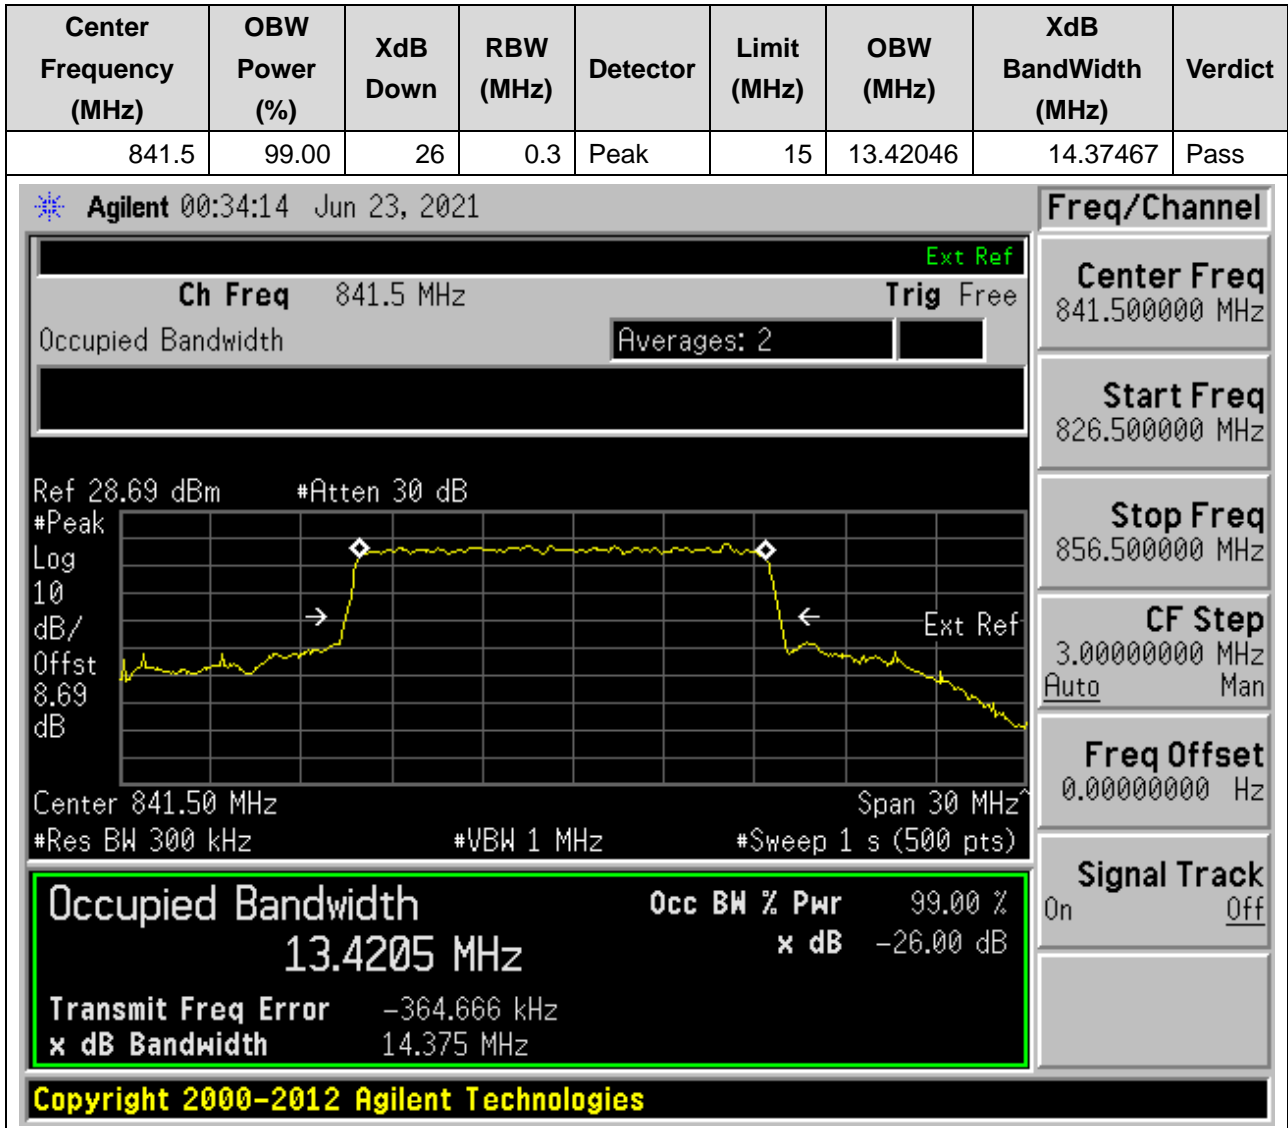 Center Frequency (MHz) OBW Power (%) XdB Down RBW (MHz) Detector Limit (MHz) OBW (MHz) XdB BandWidth (MHz) Verdict
841.5 99.00 26 0.3 Peak 15 13.42046 14.37467 Pass
Agilent 00:34:14 Jun 23, 2021
Freq/Channel
Ext Ref
Ch Freq 841.5 MHz Trig Free
Occupied Bandwidth Averages: 2
Center Freq
841.500000 MHz
Start Freq
826.500000 MHz
Stop Freq
856.500000 MHz
CF Step
3.00000000 MHz
Auto Man
Freq Offset
0.00000000 Hz
Signal Track
On Off
Ref 28.69 dBm #Atten 30 dB
#Peak
Log
10
dB/
Offst
8.69
dB
Ext Ref
Center 841.50 MHz Span 30 MHz^
#Res BW 300 kHz #VBW 1 MHz #Sweep 1 s (500 pts)
Occupied Bandwidth
13.4205 MHz
Occ BW % Pwr 99.00 %
x dB -26.00 dB
Transmit Freq Error -364.666 kHz
x dB Bandwidth 14.375 MHz
Copyright 2000-2012 Agilent Technologies